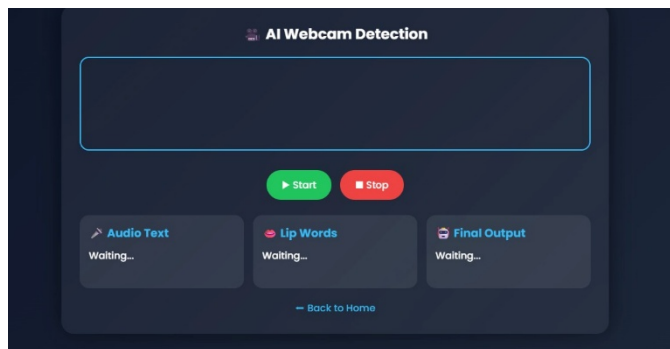 AI Webcam Detection
▶ Start
■ Stop
Audio Text
Waiting...
Lip Words
Waiting...
Final Output
Waiting...
Back to Home